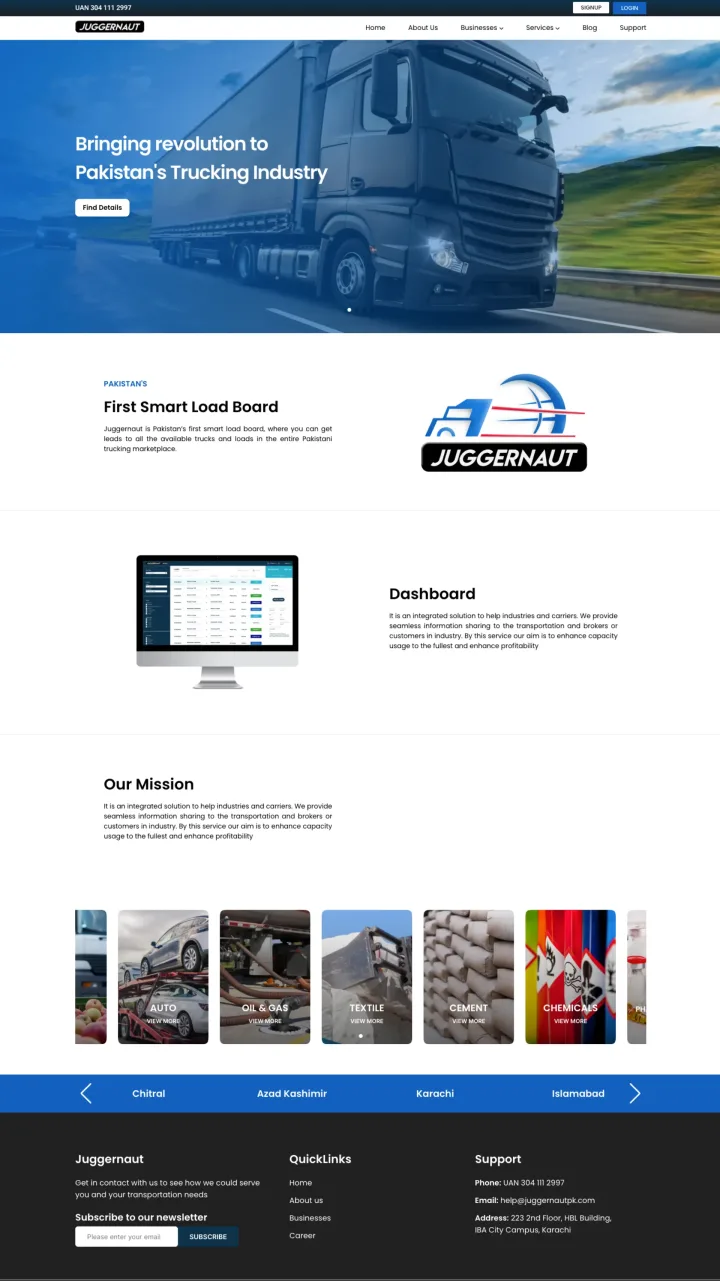 UAN 304 111 2997
SIGNUP
LOGIN
JUGGERNAUT
Home
About Us
Businesses
Services
Blog
Support
Bringing revolution to
Pakistan's Trucking Industry
Find Details
PAKISTAN'S
First Smart Load Board
Juggernaut is Pakistan's first smart load board, where you can get
leads to all the available trucks and loads in the entire Pakistani
trucking marketplace.
JUGGERNAUT
Dashboard
It is an integrated solution to help industries and carriers. We provide
seamless information sharing to the transportation and brokers or
customers in industry. By this service our aim is to enhance capacity
usage to the fullest and enhance profitability
Our Mission
It is an integrated solution to help industries and carriers. We provide
seamless information sharing to the transportation and brokers or
customers in industry. By this service our aim is to enhance capacity
usage to the fullest and enhance profitability
AUTO
VIEW MORE
OIL & GAS
VIEW MORE
TEXTILE
VIEW MORE
CEMENT
VIEW MORE
CHEMICALS
VIEW MORE
PH
Chitral
Azad Kashimir
Karachi
Islamabad
Juggernaut
Get in contact with us to see how we could serve
you and your transportation needs
Subscribe to our newsletter
Please enter your email
SUBSCRIBE
QuickLinks
Home
About us
Businesses
Career
Support
Phone: UAN 304 111 2997
Email: help@juggernautpk.com
Address: 223 2nd Floor, HBL Building,
IBA City Campus, Karachi